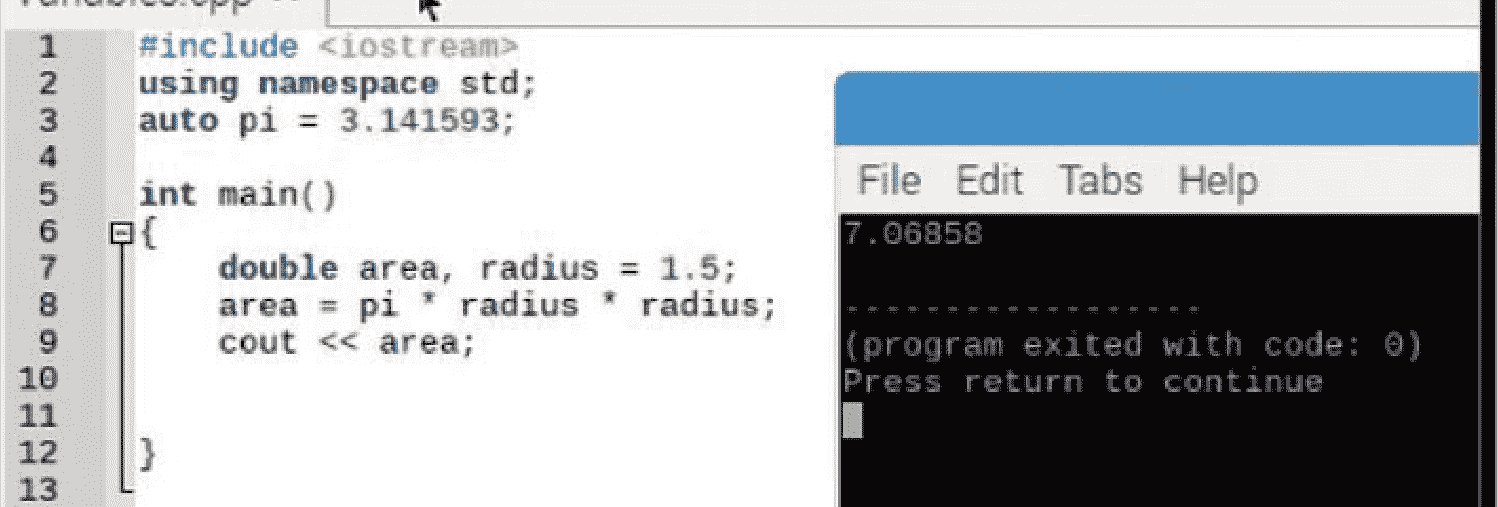 variables.cpp
1 #include <iostream>
2 using namespace std;
3 auto pi = 3.141593;
4
5 int main()
6 {
7 double area, radius = 1.5;
8 area = pi * radius * radius;
9 cout << area;
10
11
12 }
13
File Edit Tabs Help
7.06858
------------------
(program exited with code: 0)
Press return to continue